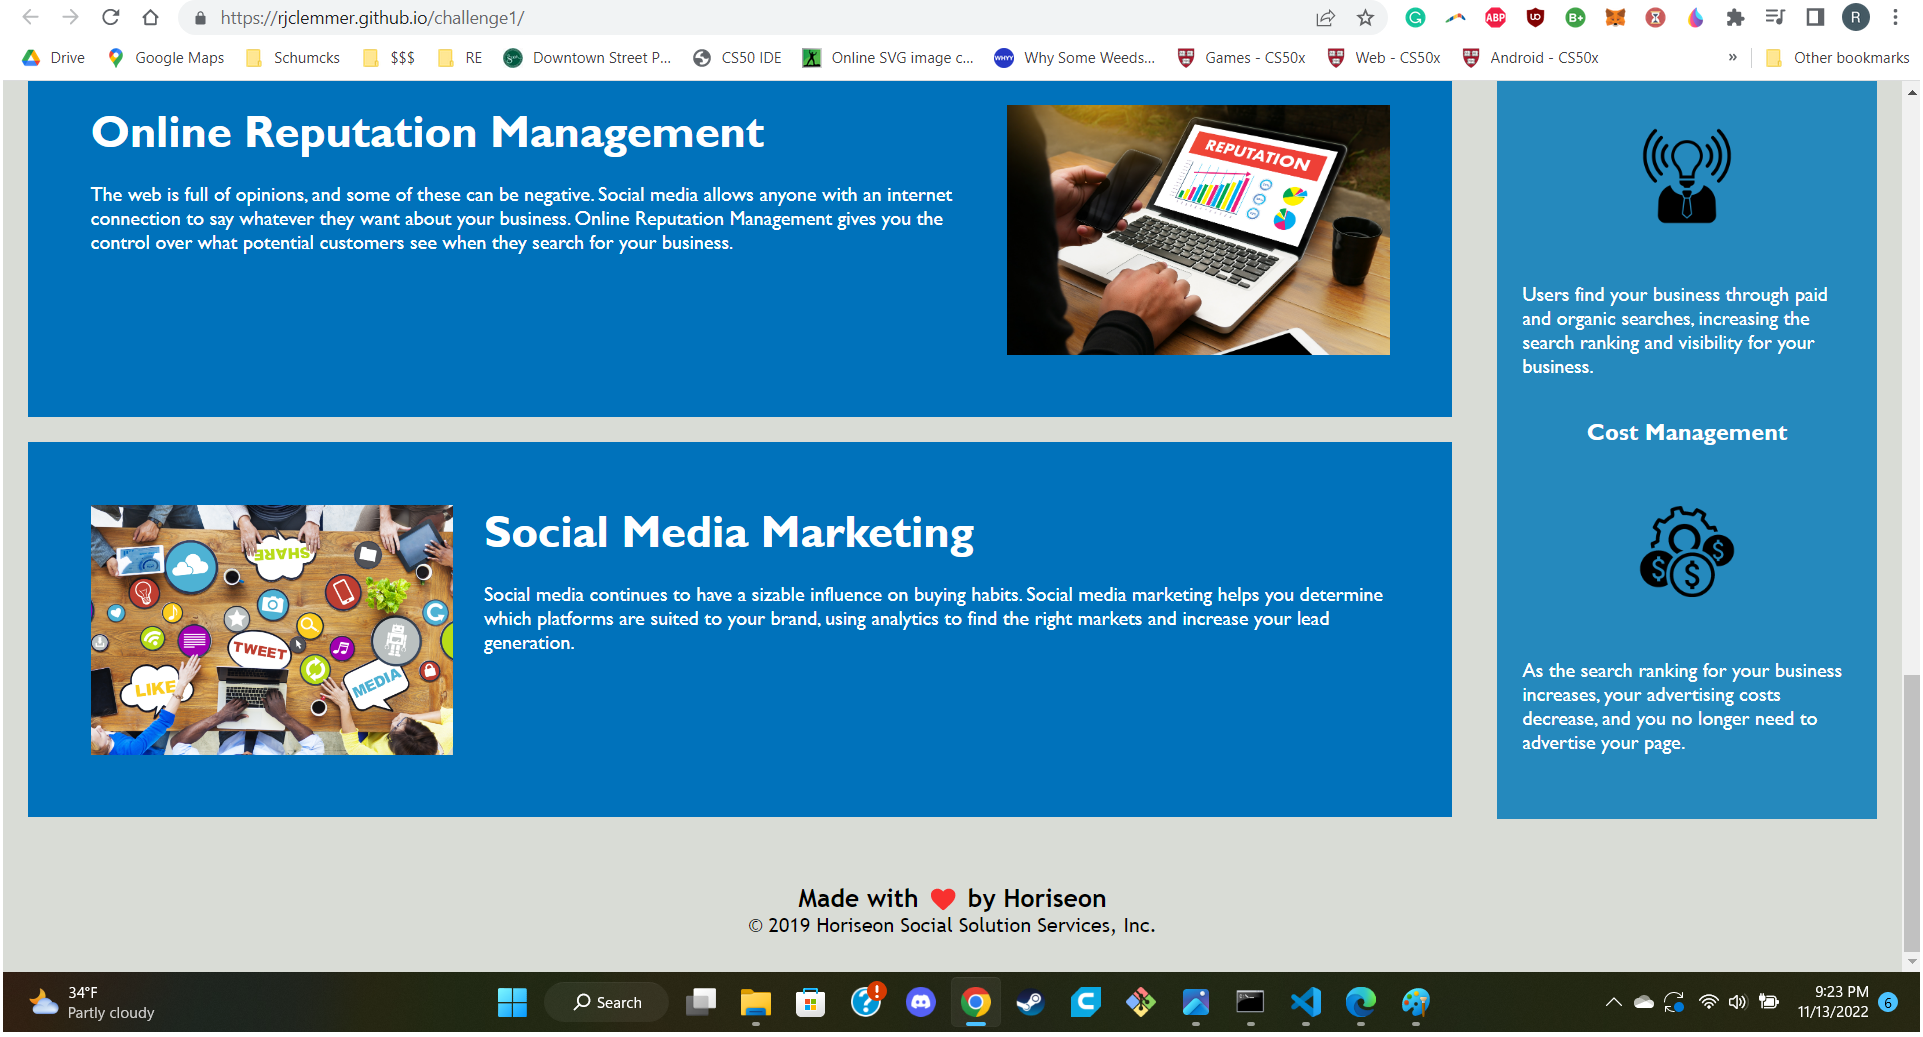 https://rjclemmer.github.io/challenge1/
ABP
B+
R
Drive
Google Maps
Schumcks
$$$
RE
Downtown Street P...
CS50 IDE
Online SVG image c...
WHYY
Why Some Weeds...
Games - CS50x
Web - CS50x
Android - CS50x
»
Other bookmarks
Online Reputation Management
The web is full of opinions, and some of these can be negative. Social media allows anyone with an internet
connection to say whatever they want about your business. Online Reputation Management gives you the
control over what potential customers see when they search for your business.
REPUTATION
Users find your business through paid
and organic searches, increasing the
search ranking and visibility for your
business.
Cost Management
$
$
$
As the search ranking for your business
increases, your advertising costs
decrease, and you no longer need to
advertise your page.
SHARE
TWEET
LIKE
MEDIA
Social Media Marketing
Social media continues to have a sizable influence on buying habits. Social media marketing helps you determine
which platforms are suited to your brand, using analytics to find the right markets and increase your lead
generation.
Made with ❤️ by Horiseon
© 2019 Horiseon Social Solution Services, Inc.
34°F
Partly cloudy
Search
9:23 PM
11/13/2022
6